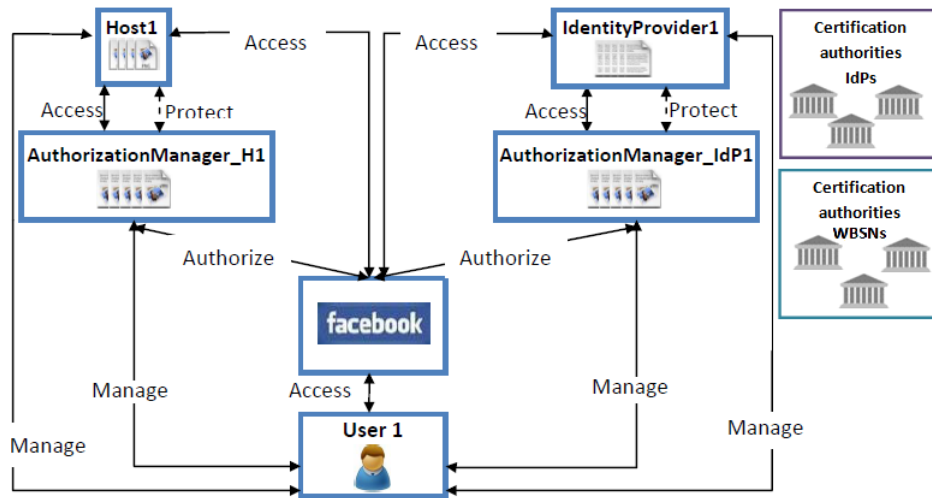 Host1
Access
Access
IdentityProvider1
Certification
authorities
IdPs
Access
Protect
Access
Protect
AuthorizationManager_H1
AuthorizationManager_IdP1
Certification
authorities
WBSNs
Authorize
Authorize
facebook
Manage
Access
Manage
Manage
User 1
Manage